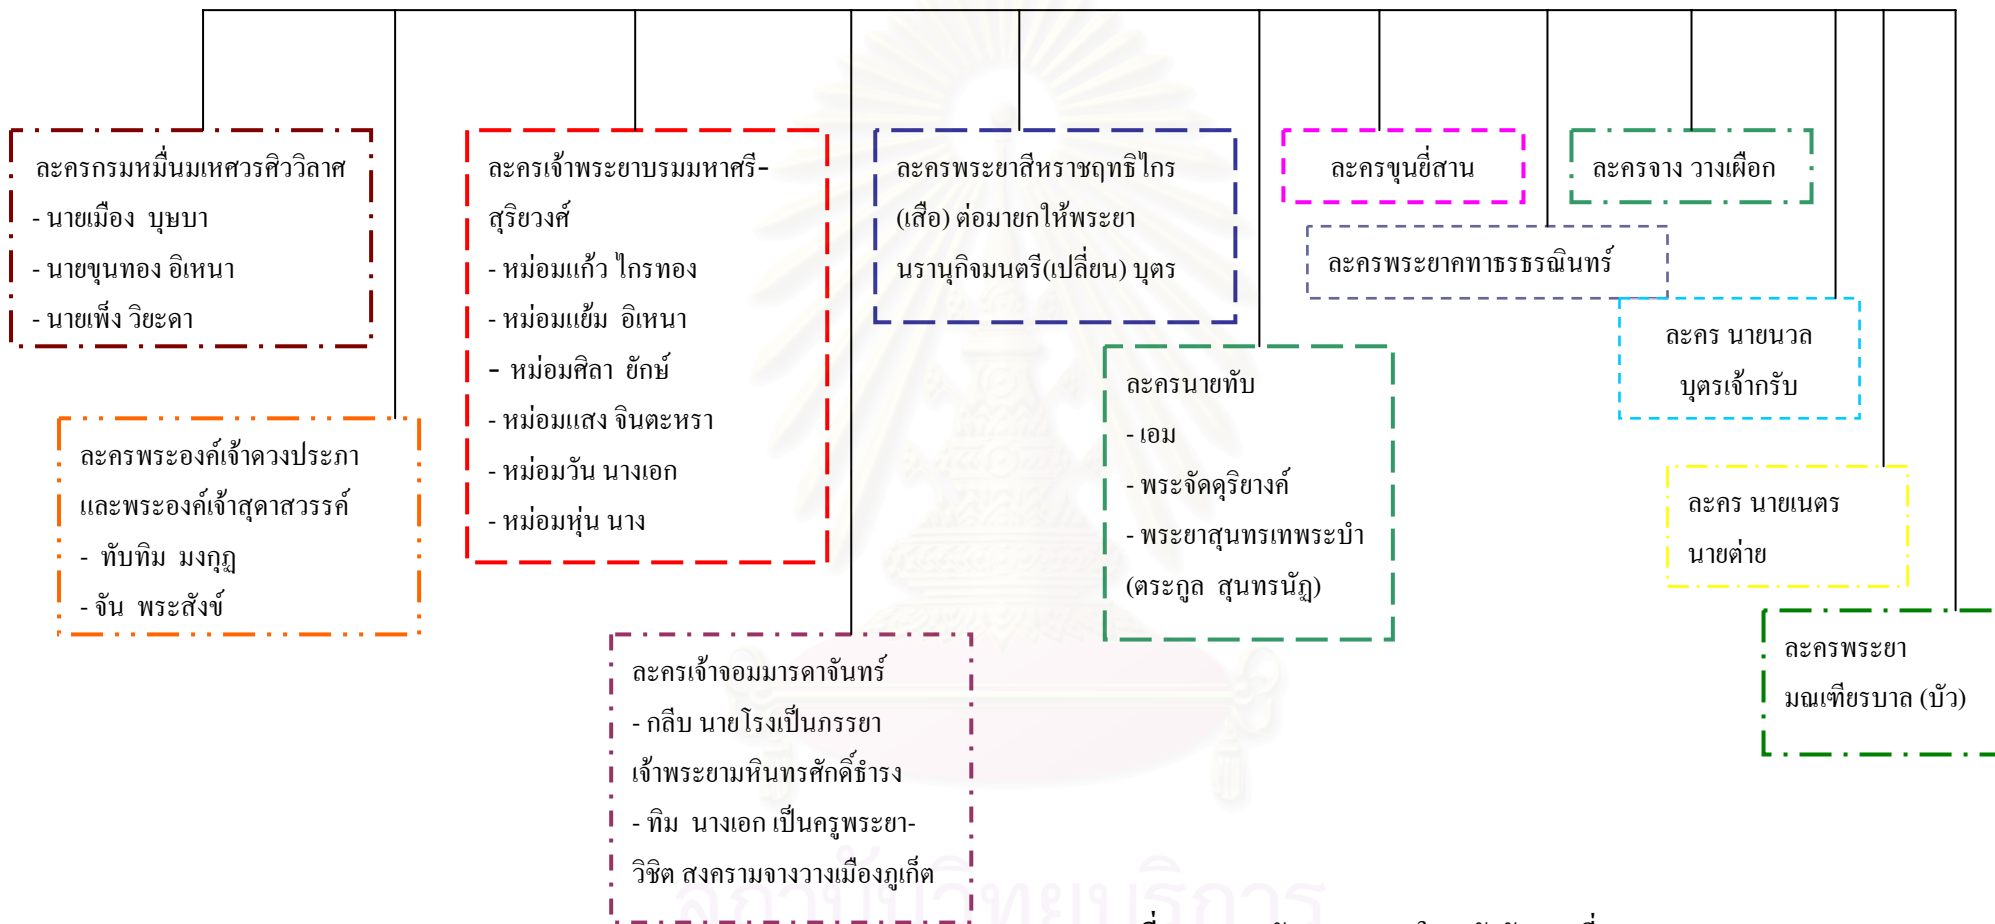 ละครกรมหมื่นมเหศวรศิววิลาศ
- นายเมือง บุษบา
- นายขุนทอง อิเหนา
- นายเพ็ง วิยะดา
ละครพระองค์เจ้าดวงประภา
และพระองค์เจ้าสุดาสวรรค์
- ทับทิม มงกุฏ
- จัน พระสังข์
ละครเจ้าพระยาบรมมหาศรี-
สุริยวงศ์
- หม่อมแก้ว ไกรทอง
- หม่อมแย้ม อิเหนา
- หม่อมศิลา ยักษ์
- หม่อมแสง จินตะหรา
- หม่อมวัน นางเอก
- หม่อมหุ่น นาง
ละครเจ้าจอมมารดาจันทร์
- กลีบ นายโรงเป็นภรรยา
เจ้าพระยามหินทรศักดิ์ธำรง
- ทิม นางเอก เป็นครูพระยา-
วิชิต สงครามจางวางเมืองภูเก็ต
ละครพระยาสีหราชฤทธิไกร
(เสือ) ต่อมายกให้พระยา
นรานุกิจมนตรี(เปลี่ยน) บุตร
ละครนายทับ
- เอม
- พระจัดดุริยางค์
- พระยาสุนทรเทพระบำ
(ตระกูล สุนทรนัฏ)
ละครขุนยี่สาน
ละครพระยาคทาธรธรณินทร์
ละครจาง วางเผือก
ละคร นายนวล
บุตรเจ้ากรับ
ละคร นายเนตร
นายต่าย
ละครพระยา
มณเฑียรบาล (บัว)
สถาบันวิทยบริการ